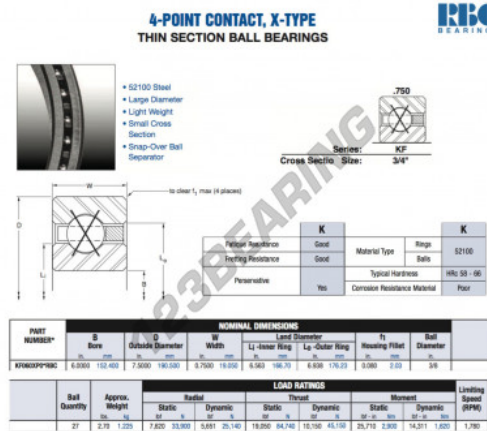 4-POINT CONTACT, X-TYPE
THIN SECTION BALL BEARINGS
RBC
BEARINGS
• 52100 Steel
• Large Diameter
• Light Weight
• Small Cross
Section
• Snap-Over Ball
Separator
.750
Series: KF
Cross Sectio Size: 3/4"
W
to clear f₁ max (4 places)
D
B
123BEARING
K K
Fatigue Resistance Good Material Type Rings 52100
Fretting Resistance Good Balls
Perservative Yes Typical Hardness HRc 58 - 66
Corrosion Resistance Material Poor
PART NUMBER* NOMINAL DIMENSIONS
B Bore D Outside Diameter W Width Land Diameter f₁ Housing Fillet Ball Diameter
Lᵢ -Inner Ring L₀ -Outer Ring
in. mm in. mm in. mm in. mm in. mm in. mm in.
KF060XP0*RBC 6.0000 152.400 7.5000 190.500 0.7500 19.050 6.563 166.70 6.938 176.23 0.080 2.03 3/8
Ball Quantity Approx. Weight LOAD RATINGS Limiting Speed (RPM)
Radial Thrust Moment
Static Dynamic Static Dynamic Static Dynamic
lbs. kg lbf N lbf N lbf N lbf N lbf - in Nm lbf - in Nm
27 2.70 1.225 7,620 33,900 5,651 25,140 19,050 84,740 10,150 45,150 25,710 2,900 14,311 1,620 1,780